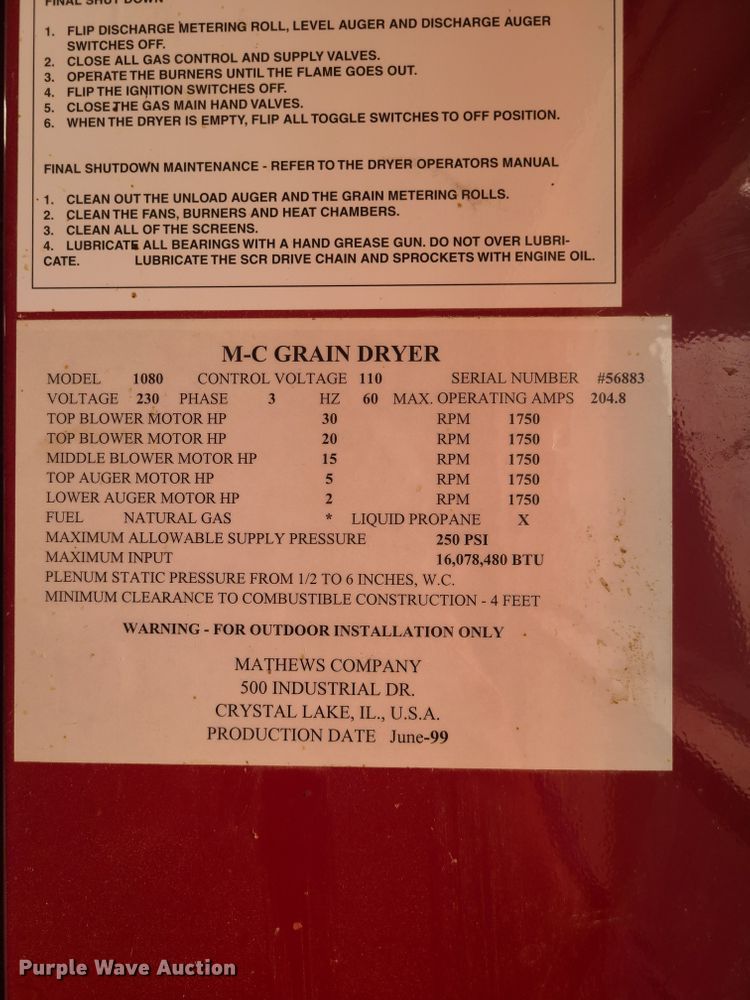 FINAL SHUT DOWN
1. FLIP DISCHARGE METERING ROLL, LEVEL AUGER AND DISCHARGE AUGER
SWITCHES OFF.
2. CLOSE ALL GAS CONTROL AND SUPPLY VALVES.
3. OPERATE THE BURNERS UNTIL THE FLAME GOES OUT.
4. FLIP THE IGNITION SWITCHES OFF.
5. CLOSE THE GAS MAIN HAND VALVES.
6. WHEN THE DRYER IS EMPTY, FLIP ALL TOGGLE SWITCHES TO OFF POSITION.
FINAL SHUTDOWN MAINTENANCE - REFER TO THE DRYER OPERATORS MANUAL
1. CLEAN OUT THE UNLOAD AUGER AND THE GRAIN METERING ROLLS.
2. CLEAN THE FANS, BURNERS AND HEAT CHAMBERS.
3. CLEAN ALL OF THE SCREENS.
4. LUBRICATE ALL BEARINGS WITH A HAND GREASE GUN. DO NOT OVER LUBRI-
CATE. LUBRICATE THE SCR DRIVE CHAIN AND SPROCKETS WITH ENGINE OIL.
M-C GRAIN DRYER
MODEL 1080 CONTROL VOLTAGE 110 SERIAL NUMBER #56883
VOLTAGE 230 PHASE 3 HZ 60 MAX. OPERATING AMPS 204.8
TOP BLOWER MOTOR HP 30 RPM 1750
TOP BLOWER MOTOR HP 20 RPM 1750
MIDDLE BLOWER MOTOR HP 15 RPM 1750
TOP AUGER MOTOR HP 5 RPM 1750
LOWER AUGER MOTOR HP 2 RPM 1750
FUEL NATURAL GAS * LIQUID PROPANE X
MAXIMUM ALLOWABLE SUPPLY PRESSURE 250 PSI
MAXIMUM INPUT 16,078,480 BTU
PLENUM STATIC PRESSURE FROM 1/2 TO 6 INCHES, W.C.
MINIMUM CLEARANCE TO COMBUSTIBLE CONSTRUCTION - 4 FEET
WARNING - FOR OUTDOOR INSTALLATION ONLY
MATHEWS COMPANY
500 INDUSTRIAL DR.
CRYSTAL LAKE, IL., U.S.A.
PRODUCTION DATE June-99
Purple Wave Auction